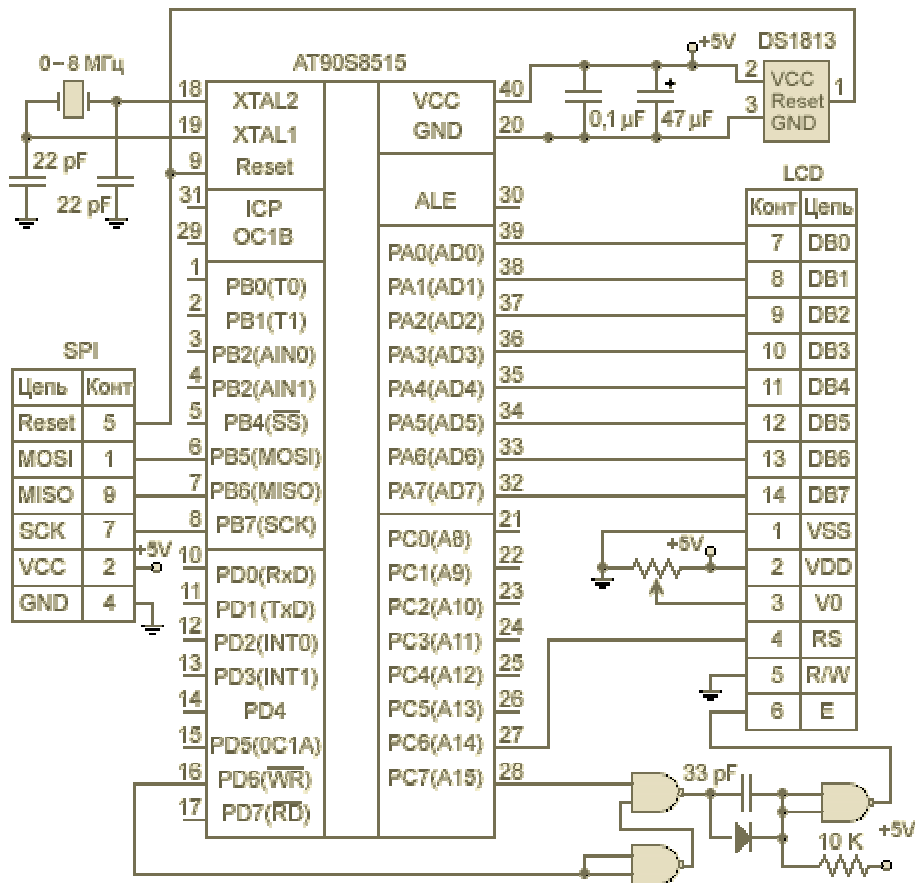 0–8 МГц
22 pF
22 pF
AT90S8515
18
19
9
31
29
1
2
3
4
5
6
7
8
10
11
12
13
14
15
16
17
XTAL2
XTAL1
Reset
ICP
OC1B
PB0(T0)
PB1(T1)
PB2(AIN0)
PB2(AIN1)
PB4(SS)
PB5(MOSI)
PB6(MISO)
PB7(SCK)
PD0(RxD)
PD1(TxD)
PD2(INT0)
PD3(INT1)
PD4
PD5(0C1A)
PD6(WR)
PD7(RD)
VCC
GND
ALE
PA0(AD0)
PA1(AD1)
PA2(AD2)
PA3(AD3)
PA4(AD4)
PA5(AD5)
PA6(AD6)
PA7(AD7)
PC0(A8)
PC1(A9)
PC2(A10)
PC3(A11)
PC4(A12)
PC5(A13)
PC6(A14)
PC7(A15)
40
20
30
39
38
37
36
35
34
33
32
21
22
23
24
25
26
27
28
SPI
Цепь Конт
Reset 5
MOSI 1
MISO 9
SCK 7
VCC 2
GND 4
+5V
+5V
0,1 µF
47 µF
+
DS1813
2
3
1
VCC
Reset
GND
LCD
Конт Цепь
7 DB0
8 DB1
9 DB2
10 DB3
11 DB4
12 DB5
13 DB6
14 DB7
1 VSS
2 VDD
3 V0
4 RS
5 R/W
6 E
+5V
33 pF
10 K
+5V